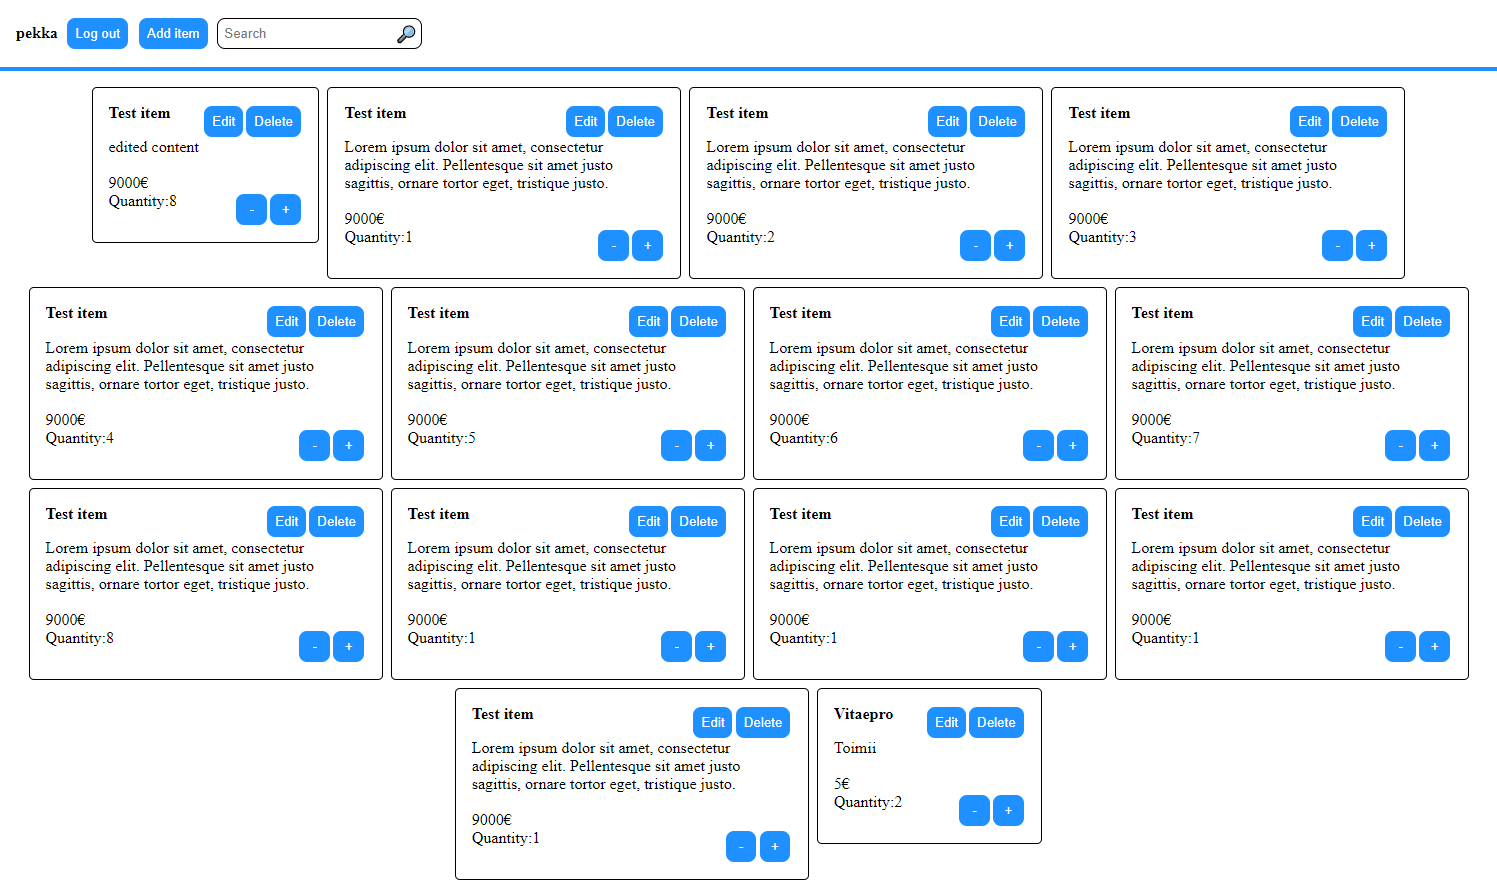 pekka Log out Add item Search
Test item Edit Delete
edited content
9000€
Quantity:8 - +
Test item Edit Delete
Lorem ipsum dolor sit amet, consectetur
adipiscing elit. Pellentesque sit amet justo
sagittis, ornare tortor eget, tristique justo.
9000€
Quantity:1 - +
Test item Edit Delete
Lorem ipsum dolor sit amet, consectetur
adipiscing elit. Pellentesque sit amet justo
sagittis, ornare tortor eget, tristique justo.
9000€
Quantity:2 - +
Test item Edit Delete
Lorem ipsum dolor sit amet, consectetur
adipiscing elit. Pellentesque sit amet justo
sagittis, ornare tortor eget, tristique justo.
9000€
Quantity:3 - +
Test item Edit Delete
Lorem ipsum dolor sit amet, consectetur
adipiscing elit. Pellentesque sit amet justo
sagittis, ornare tortor eget, tristique justo.
9000€
Quantity:4 - +
Test item Edit Delete
Lorem ipsum dolor sit amet, consectetur
adipiscing elit. Pellentesque sit amet justo
sagittis, ornare tortor eget, tristique justo.
9000€
Quantity:5 - +
Test item Edit Delete
Lorem ipsum dolor sit amet, consectetur
adipiscing elit. Pellentesque sit amet justo
sagittis, ornare tortor eget, tristique justo.
9000€
Quantity:6 - +
Test item Edit Delete
Lorem ipsum dolor sit amet, consectetur
adipiscing elit. Pellentesque sit amet justo
sagittis, ornare tortor eget, tristique justo.
9000€
Quantity:7 - +
Test item Edit Delete
Lorem ipsum dolor sit amet, consectetur
adipiscing elit. Pellentesque sit amet justo
sagittis, ornare tortor eget, tristique justo.
9000€
Quantity:8 - +
Test item Edit Delete
Lorem ipsum dolor sit amet, consectetur
adipiscing elit. Pellentesque sit amet justo
sagittis, ornare tortor eget, tristique justo.
9000€
Quantity:1 - +
Test item Edit Delete
Lorem ipsum dolor sit amet, consectetur
adipiscing elit. Pellentesque sit amet justo
sagittis, ornare tortor eget, tristique justo.
9000€
Quantity:1 - +
Test item Edit Delete
Lorem ipsum dolor sit amet, consectetur
adipiscing elit. Pellentesque sit amet justo
sagittis, ornare tortor eget, tristique justo.
9000€
Quantity:1 - +
Test item Edit Delete
Lorem ipsum dolor sit amet, consectetur
adipiscing elit. Pellentesque sit amet justo
sagittis, ornare tortor eget, tristique justo.
9000€
Quantity:1 - +
Vitaepro Edit Delete
Toimii
5€
Quantity:2 - +